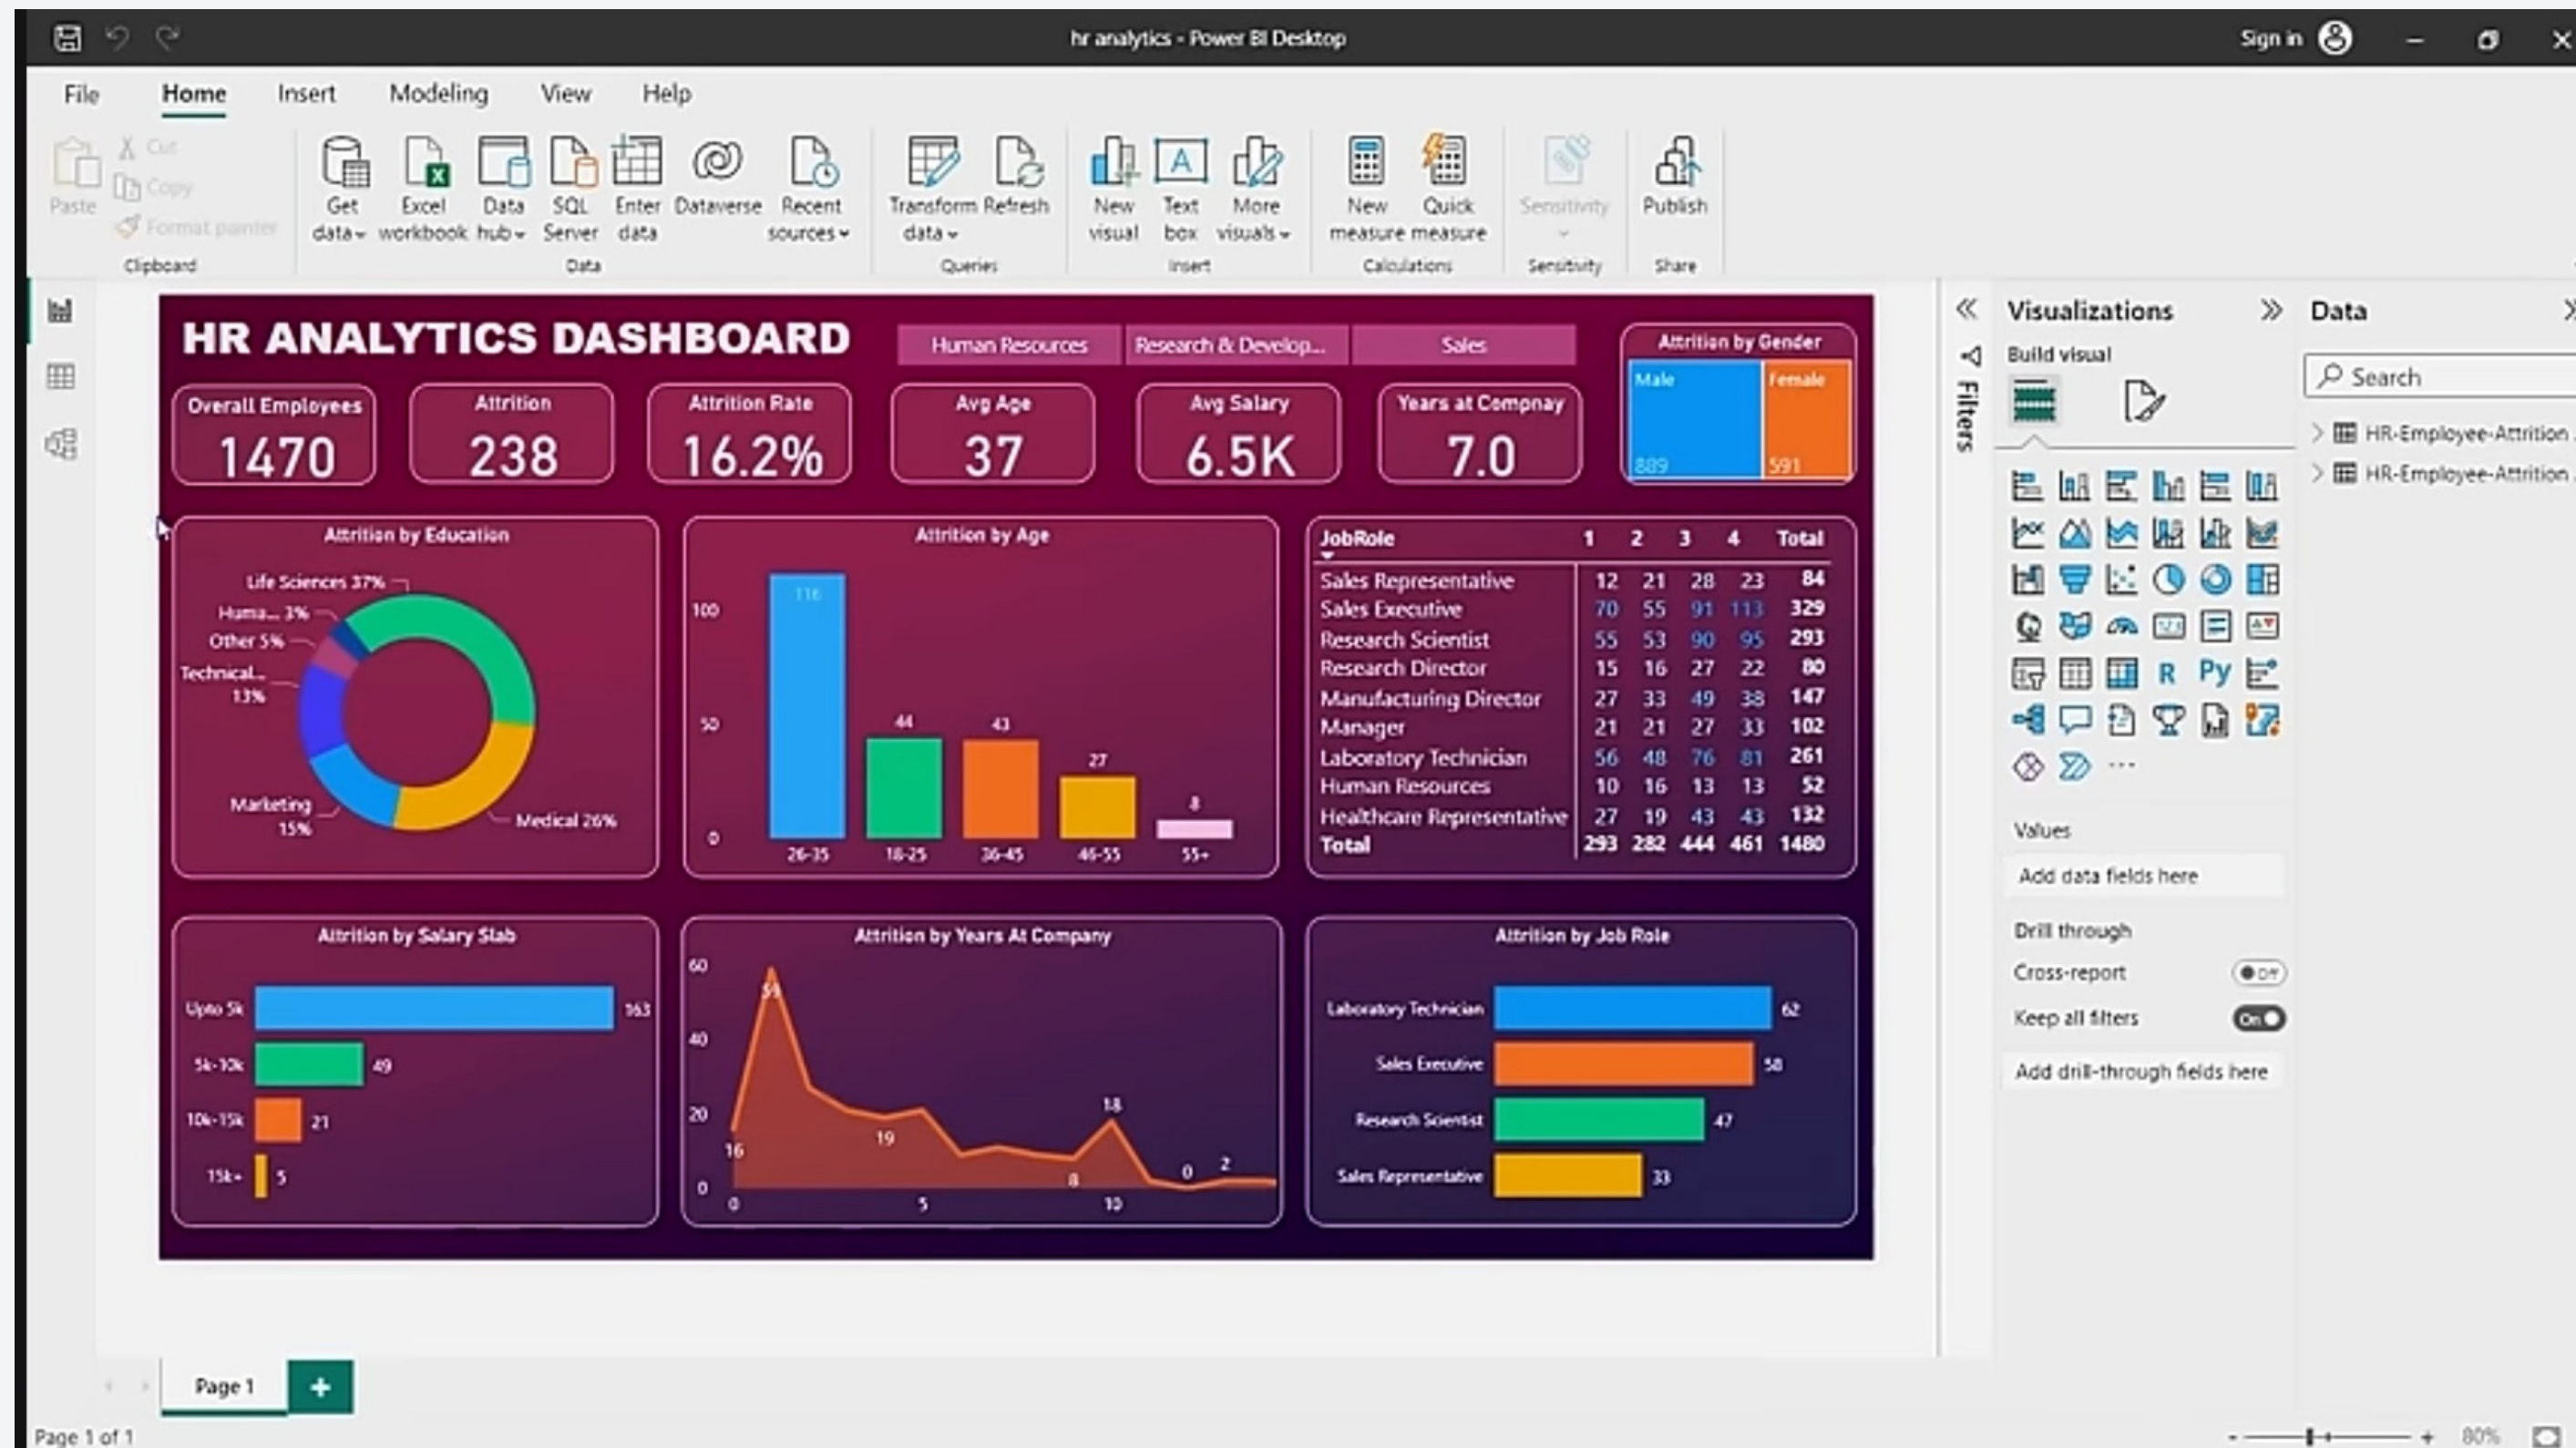 hr analytics - Power BI Desktop
Sign in
File Home Insert Modeling View Help
Paste
Cut
Copy
Format painter
Clipboard
Get data
Excel workbook
Data hub
SQL Server
Enter data
Dataverse
Recent sources
Data
Transform data
Refresh
Queries
New visual
Text box
More visuals
Insert
New measure
Quick measure
Calculations
Sensitivity
Sensitivity
Publish
Share
HR ANALYTICS DASHBOARD
Human Resources
Research & Develop...
Sales
Overall Employees
1470
Attrition
238
Attrition Rate
16.2%
Avg Age
37
Avg Salary
6.5K
Years at Compnay
7.0
Attrition by Gender
Male Female
889 591
Attrition by Education
Life Sciences 37%
Huma... 3%
Other 5%
Technical...
13%
Marketing
15%
Medical 26%
Attrition by Age
100
50
0
116
44
43
27
8
26-35 18-25 36-45 46-55 55+
JobRole 1 2 3 4 Total
Sales Representative 12 21 28 23 84
Sales Executive 70 55 91 113 329
Research Scientist 55 53 90 95 293
Research Director 15 16 27 22 80
Manufacturing Director 27 33 49 38 147
Manager 21 21 27 33 102
Laboratory Technician 56 48 76 81 261
Human Resources 10 16 13 13 52
Healthcare Representative 27 19 43 43 132
Total 293 282 444 461 1480
Attrition by Salary Slab
Upto 5k 163
5k-10k 49
10k-15k 21
15k+ 5
Attrition by Years At Company
60
40
20
0
59
16
19
8
18
0
2
0 5 10
Attrition by Job Role
Laboratory Technician 62
Sales Executive 58
Research Scientist 47
Sales Representative 33
Filters
Visualizations
Build visual
R Py
Values
Add data fields here
Drill through
Cross-report
Off
Keep all filters
On
Add drill-through fields here
Data
Search
HR-Employee-Attrition
HR-Employee-Attrition
Page 1
Page 1 of 1
80%